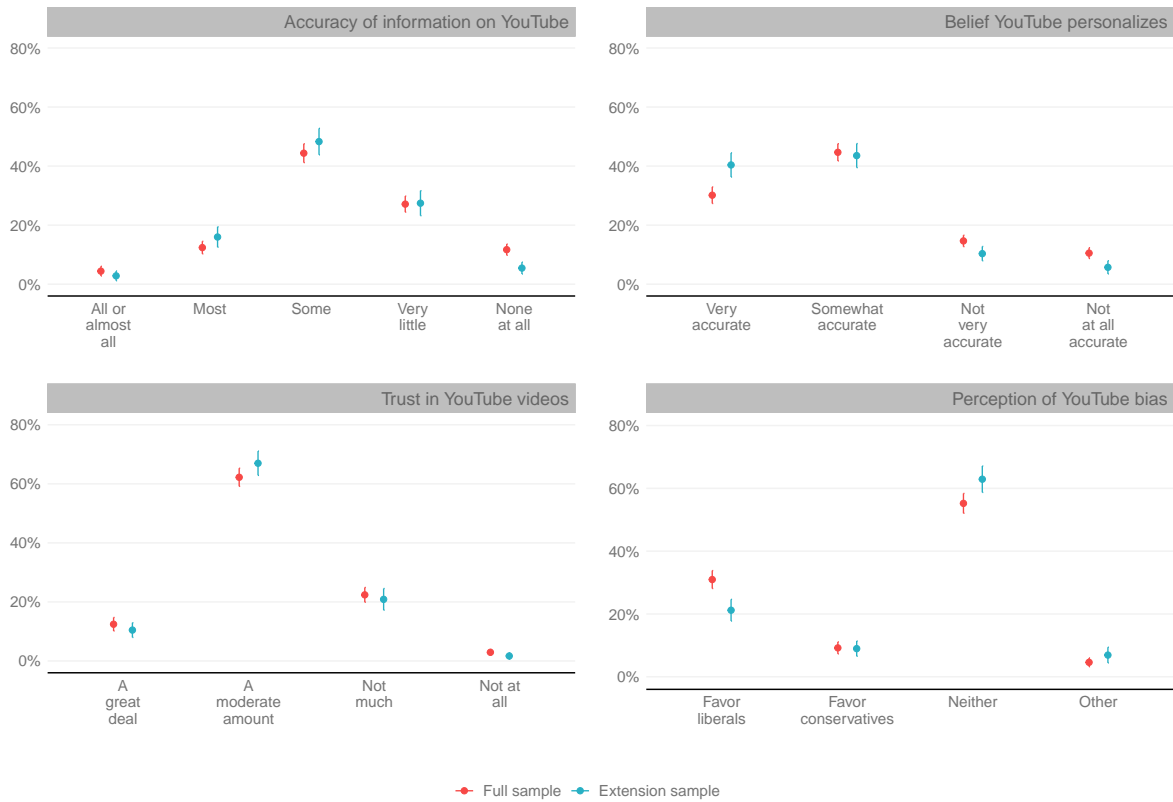 Accuracy of information on YouTube
80%
60%
40%
20%
0%
All or
almost
all
Most
Some
Very
little
None
at all
Belief YouTube personalizes
80%
60%
40%
20%
0%
Very
accurate
Somewhat
accurate
Not
very
accurate
Not
at all
accurate
Trust in YouTube videos
80%
60%
40%
20%
0%
A
great
deal
A
moderate
amount
Not
much
Not at
all
Perception of YouTube bias
80%
60%
40%
20%
0%
Favor
liberals
Favor
conservatives
Neither
Other
Full sample
Extension sample